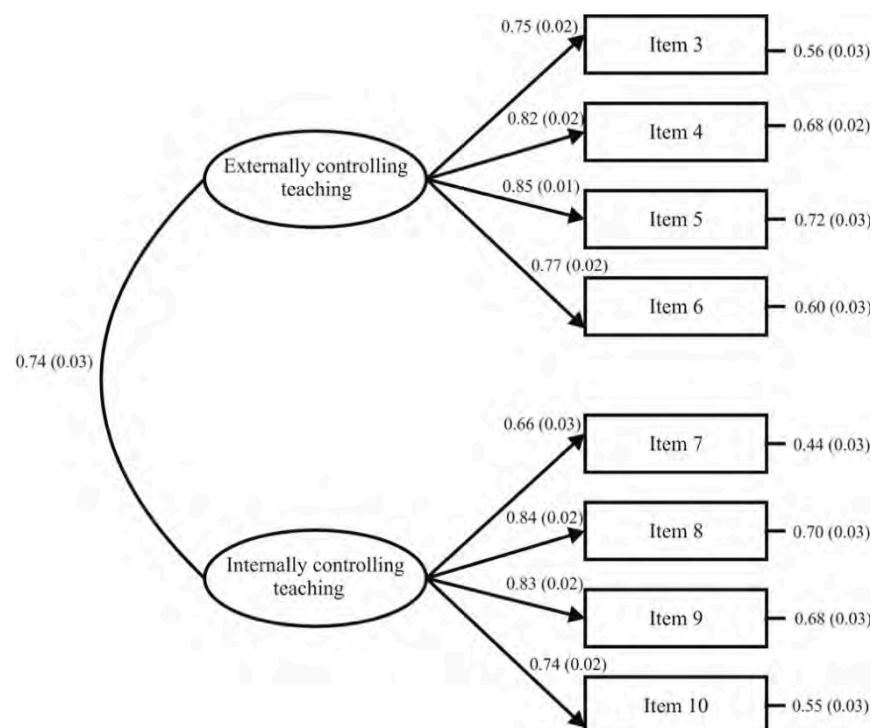 0.75 (0.02)
Item 3
0.56 (0.03)
0.82 (0.02)
Item 4
0.68 (0.02)
Externally controlling
teaching
0.85 (0.01)
Item 5
0.72 (0.03)
0.77 (0.02)
Item 6
0.60 (0.03)
0.74 (0.03)
0.66 (0.03)
Item 7
0.44 (0.03)
0.84 (0.02)
Item 8
0.70 (0.03)
Internally controlling
teaching
0.83 (0.02)
Item 9
0.68 (0.03)
0.74 (0.02)
Item 10
0.55 (0.03)